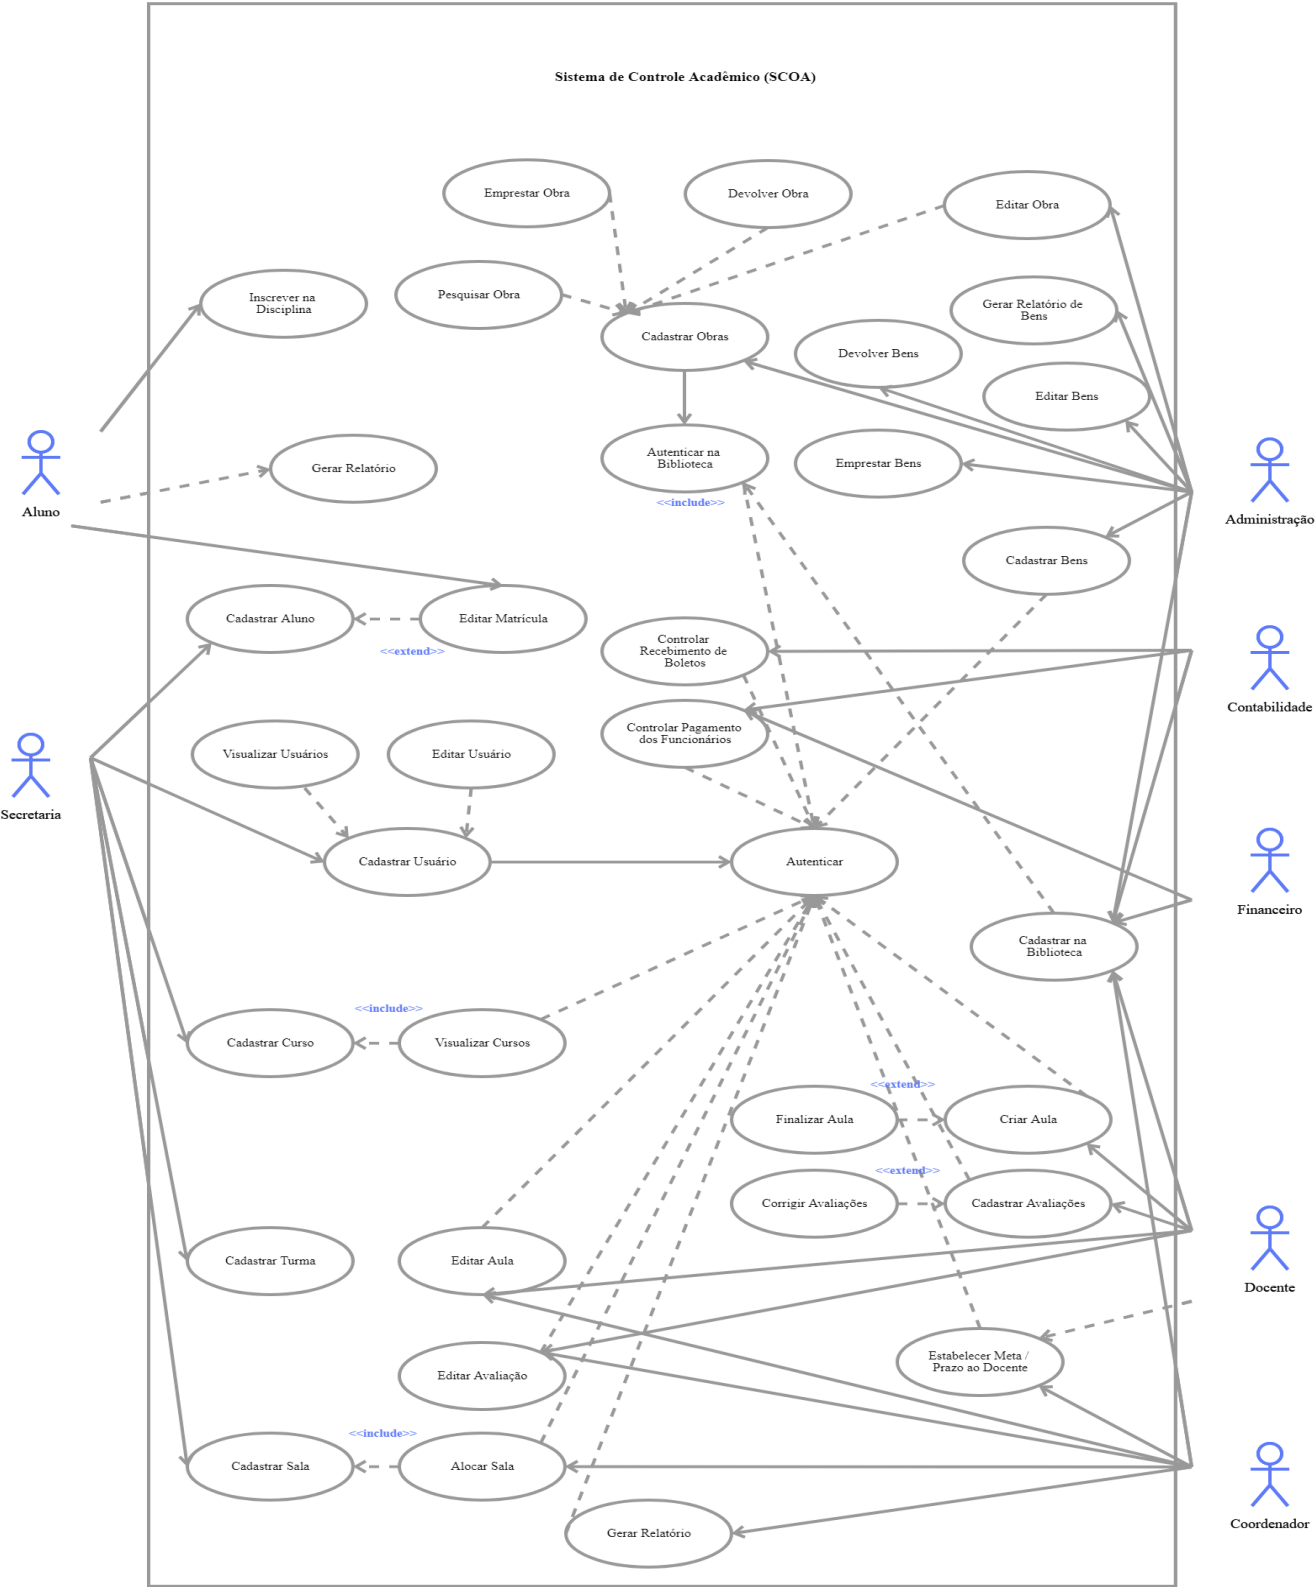 Sistema de Controle Acadêmico (SCOA)
Emprestar Obra
Devolver Obra
Editar Obra
Inscrever na
Disciplina
Pesquisar Obra
Gerar Relatório de
Bens
Cadastrar Obras
Devolver Bens
Editar Bens
Gerar Relatório
Autenticar na
Biblioteca
Emprestar Bens
<<include>>
Aluno
Administração
Cadastrar Bens
Cadastrar Aluno
Editar Matrícula
<<extend>>
Controlar
Recebimento de
Boletos
Contabilidade
Controlar Pagamento
dos Funcionários
Visualizar Usuários
Editar Usuário
Secretaria
Cadastrar Usuário
Autenticar
Financeiro
Cadastrar na
Biblioteca
<<include>>
Cadastrar Curso
Visualizar Cursos
<<extend>>
Finalizar Aula
Criar Aula
<<extend>>
Corrigir Avaliações
Cadastrar Avaliações
Cadastrar Turma
Editar Aula
Docente
Estabelecer Meta /
Prazo ao Docente
Editar Avaliação
<<include>>
Cadastrar Sala
Alocar Sala
Coordenador
Gerar Relatório